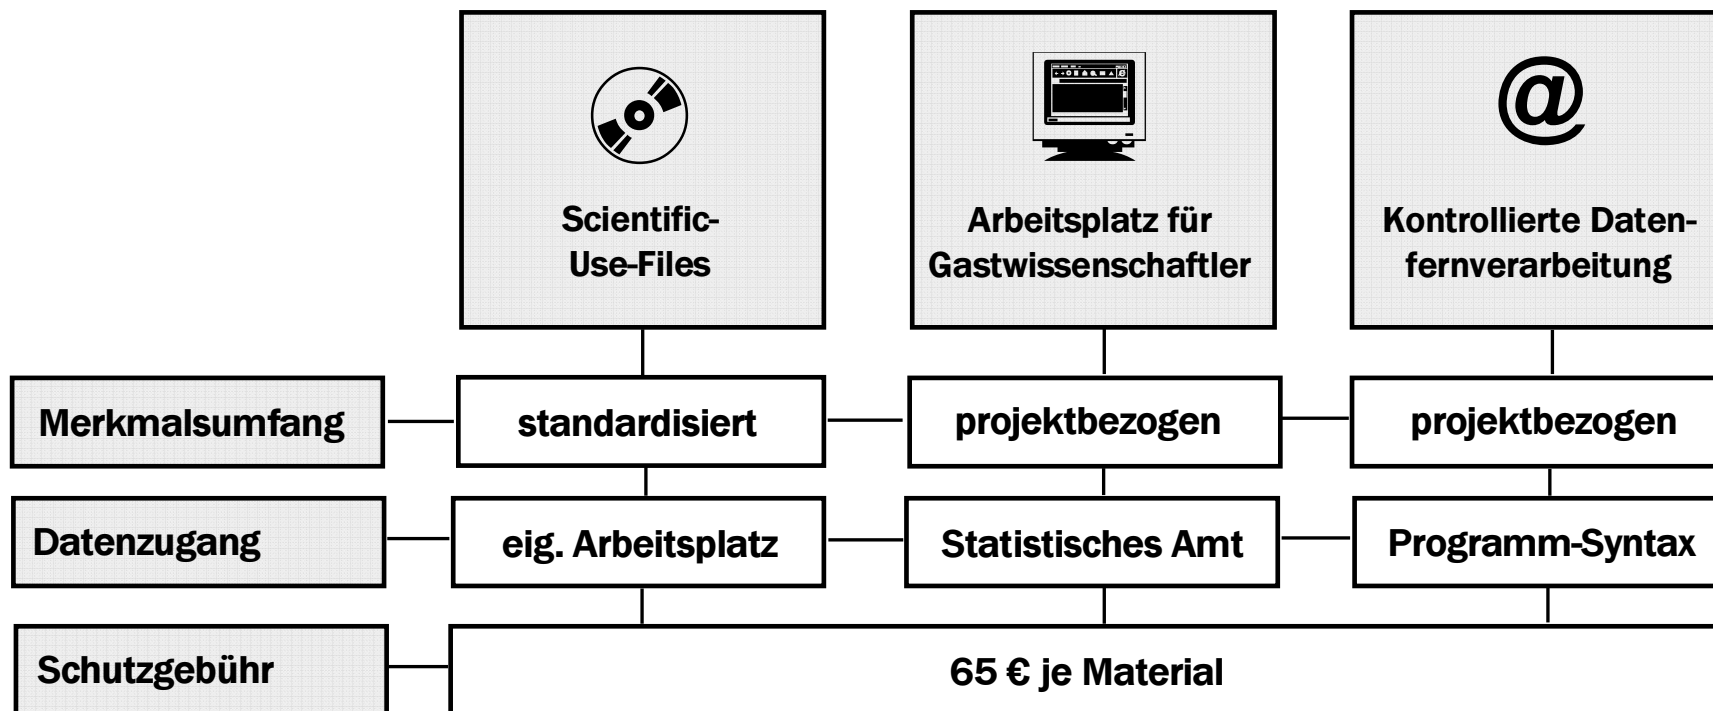 Scientific-
Use-Files
Arbeitsplatz für
Gastwissenschaftler
@
Kontrollierte Daten-
fernverarbeitung
Merkmalsumfang
standardisiert
projektbezogen
projektbezogen
Datenzugang
eig. Arbeitsplatz
Statistisches Amt
Programm-Syntax
Schutzgebühr
65 € je Material